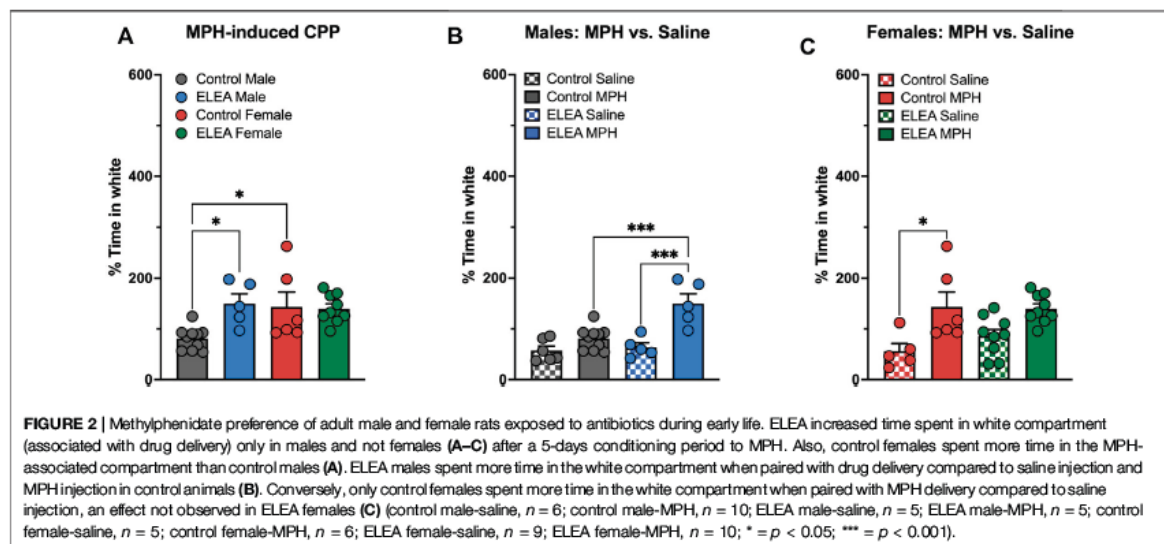 A
MPH-induced CPP
% Time in white
600
400
200
0
Control Male
ELEA Male
Control Female
ELEA Female
*
*
B
Males: MPH vs. Saline
% Time in white
600
400
200
0
Control Saline
Control MPH
ELEA Saline
ELEA MPH
***
***
C
Females: MPH vs. Saline
% Time in white
600
400
200
0
Control Saline
Control MPH
ELEA Saline
ELEA MPH
*
FIGURE 2 | Methylphenidate preference of adult male and female rats exposed to antibiotics during early life. ELEA increased time spent in white compartment
(associated with drug delivery) only in males and not females (A–C) after a 5-days conditioning period to MPH. Also, control females spent more time in the MPH-
associated compartment than control males (A). ELEA males spent more time in the white compartment when paired with drug delivery compared to saline injection and
MPH injection in control animals (B). Conversely, only control females spent more time in the white compartment when paired with MPH delivery compared to saline
injection, an effect not observed in ELEA females (C) (control male-saline, n = 6; control male-MPH, n = 10; ELEA male-saline, n = 5; ELEA male-MPH, n = 5; control
female-saline, n = 5; control female-MPH, n = 6; ELEA female-saline, n = 9; ELEA female-MPH, n = 10; * = p < 0.05; *** = p < 0.001).